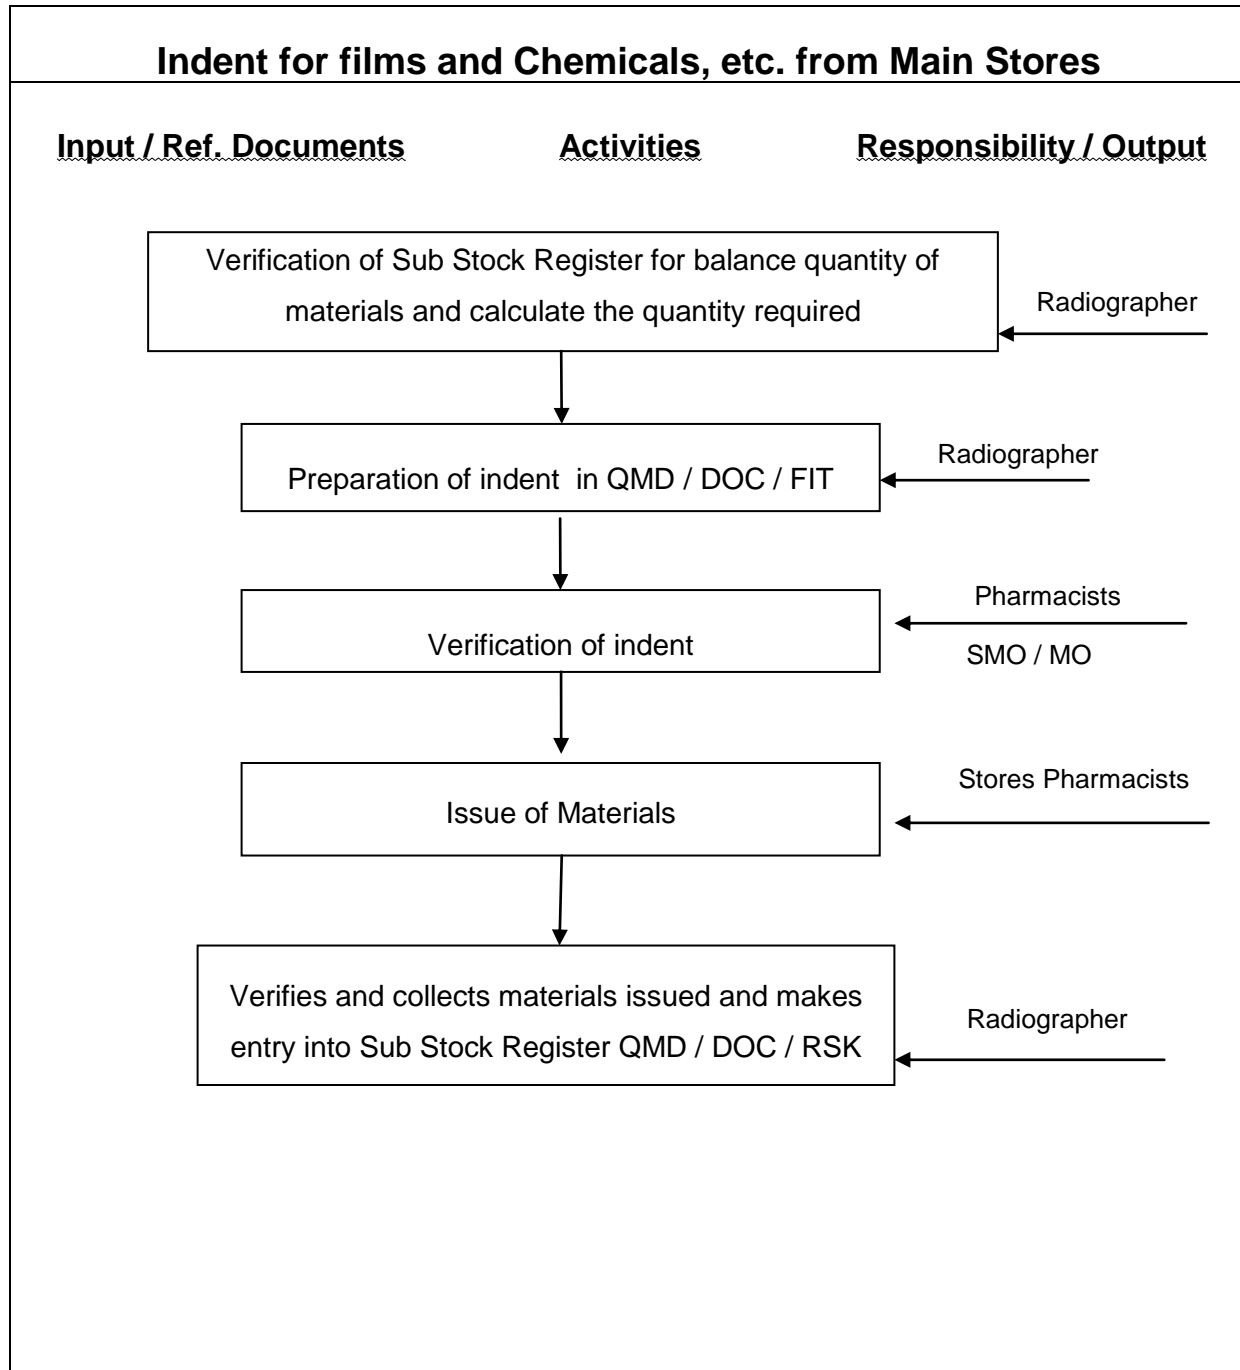 Indent for films and Chemicals, etc. from Main Stores
Input / Ref. Documents Activities Responsibility / Output
Verification of Sub Stock Register for balance quantity of
materials and calculate the quantity required
Radiographer
Preparation of indent in QMD / DOC / FIT
Radiographer
Verification of indent
Pharmacists
SMO / MO
Issue of Materials
Stores Pharmacists
Verifies and collects materials issued and makes
entry into Sub Stock Register QMD / DOC / RSK
Radiographer